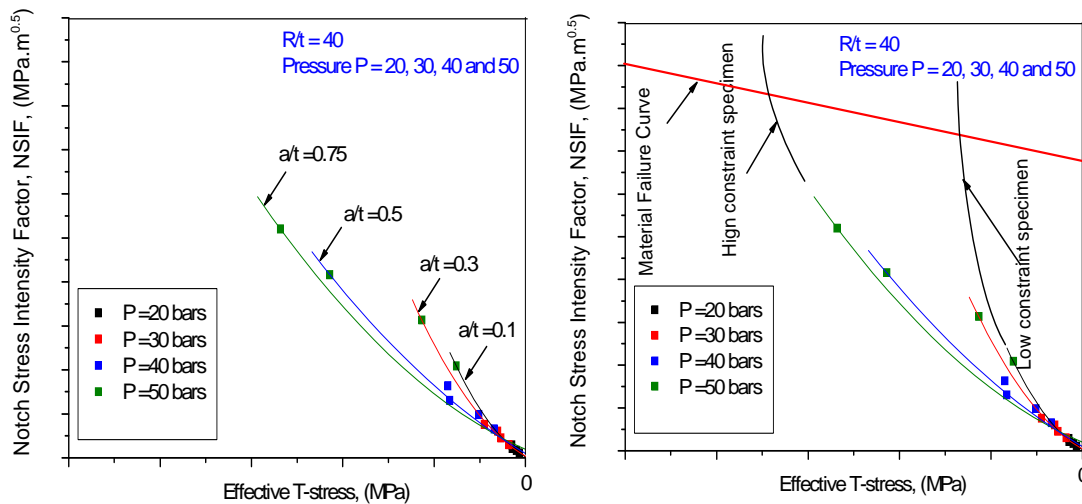 Notch Stress Intensity Factor, NSIF, (MPa.m^0.5)
R/t = 40
Pressure P = 20, 30, 40 and 50
a/t=0.75
a/t=0.5
a/t=0.3
a/t=0.1
P=20 bars
P=30 bars
P=40 bars
P=50 bars
0
Effective T-stress, (MPa)
Notch Stress Intensity Factor, NSIF, (MPa.m^0.5)
R/t = 40
Pressure P = 20, 30, 40 and 50
Material Failure Curve
Hign constraint specimen
Low constraint specimen
P=20 bars
P=30 bars
P=40 bars
P=50 bars
0
Effective T-stress, (MPa)